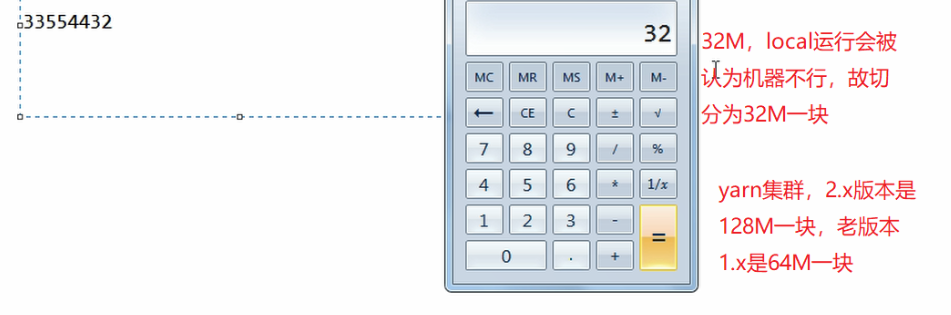 33554432
32
32M，local运行会被
认为机器不行，故切
分为32M一块
MC MR MS M+ M-
← CE C ± √
7 8 9 / %
4 5 6 * 1/x
1 2 3 - =
0 . +
yarn集群，2.x版本是
128M一块，老版本
1.x是64M一块